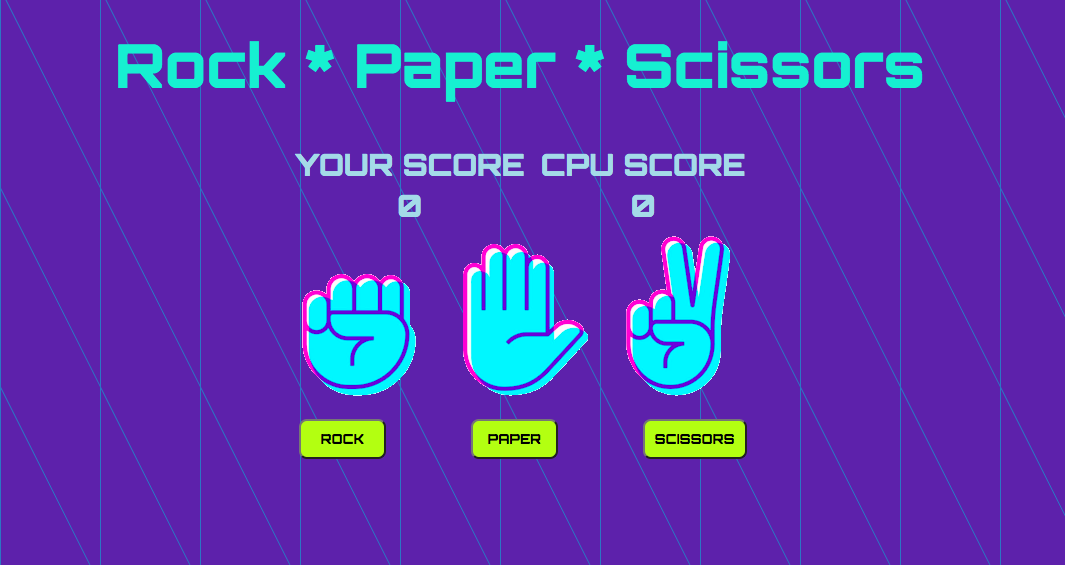 Rock * Paper * Scissors
YOUR SCORE CPU SCORE
0 0
ROCK PAPER SCISSORS